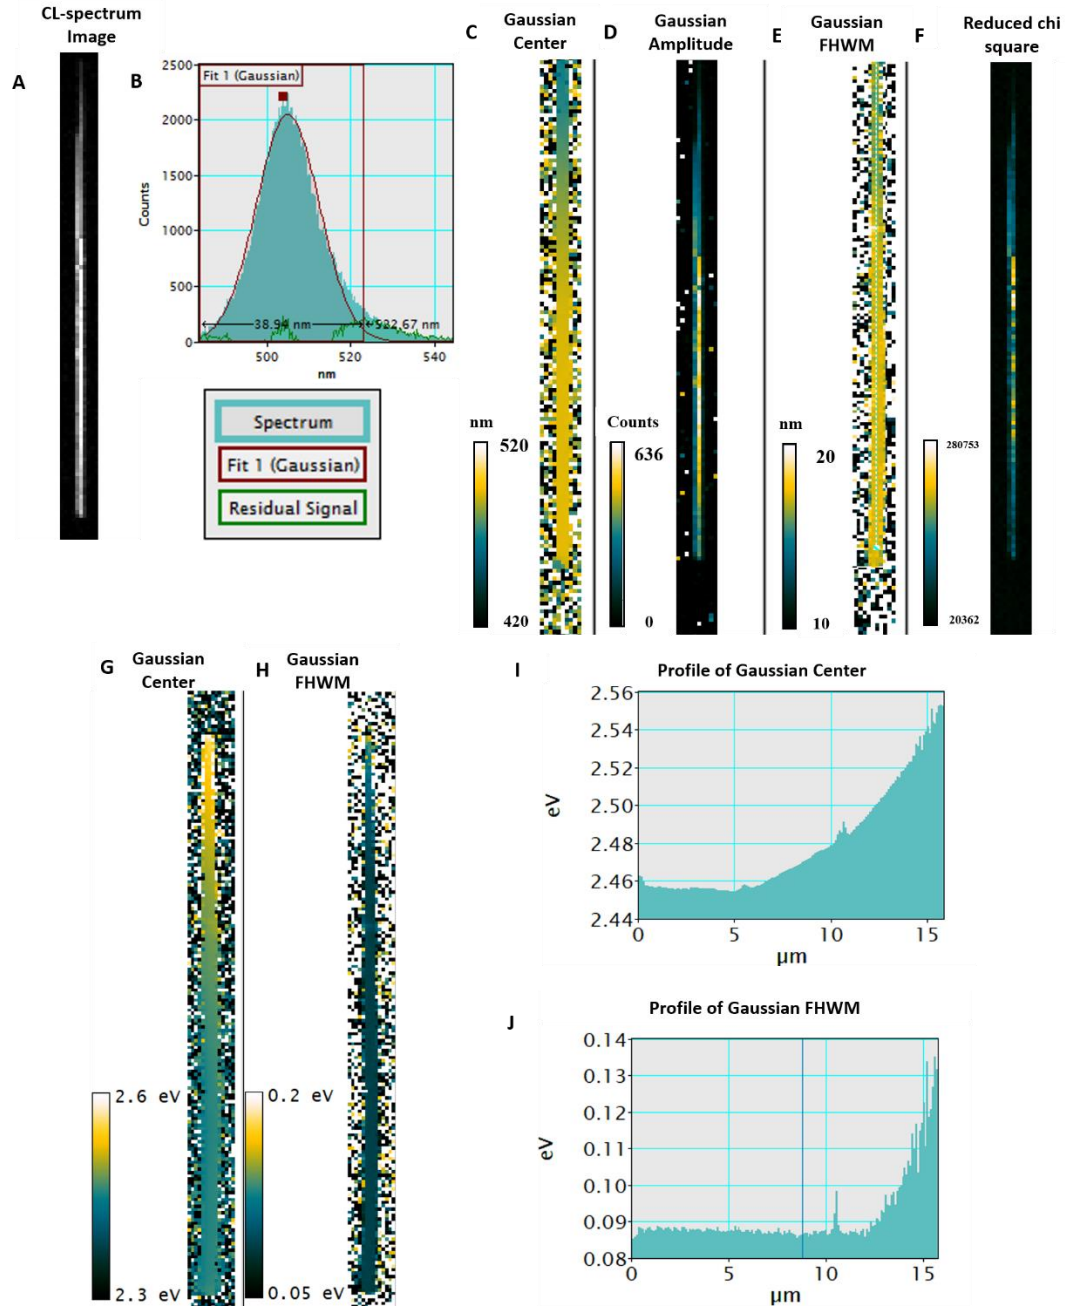 CL-spectrum
Image
A
B
2500
2000
1500
1000
500
0
Counts
Fit 1 (Gaussian)
38.94 nm
522.67 nm
500
520
540
nm
Spectrum
Fit 1 (Gaussian)
Residual Signal
C
Gaussian
Center
nm
520
420
D
Gaussian
Amplitude
Counts
636
0
E
Gaussian
FHWM
nm
20
10
F
Reduced chi
square
280753
20362
G
Gaussian
Center
2.6 eV
2.3 eV
H
Gaussian
FHWM
0.2 eV
0.05 eV
I
Profile of Gaussian Center
2.56
2.54
2.52
2.50
2.48
2.46
2.44
eV
0
5
10
15
µm
J
Profile of Gaussian FHWM
0.14
0.13
0.12
0.11
0.10
0.09
0.08
eV
0
5
10
15
µm